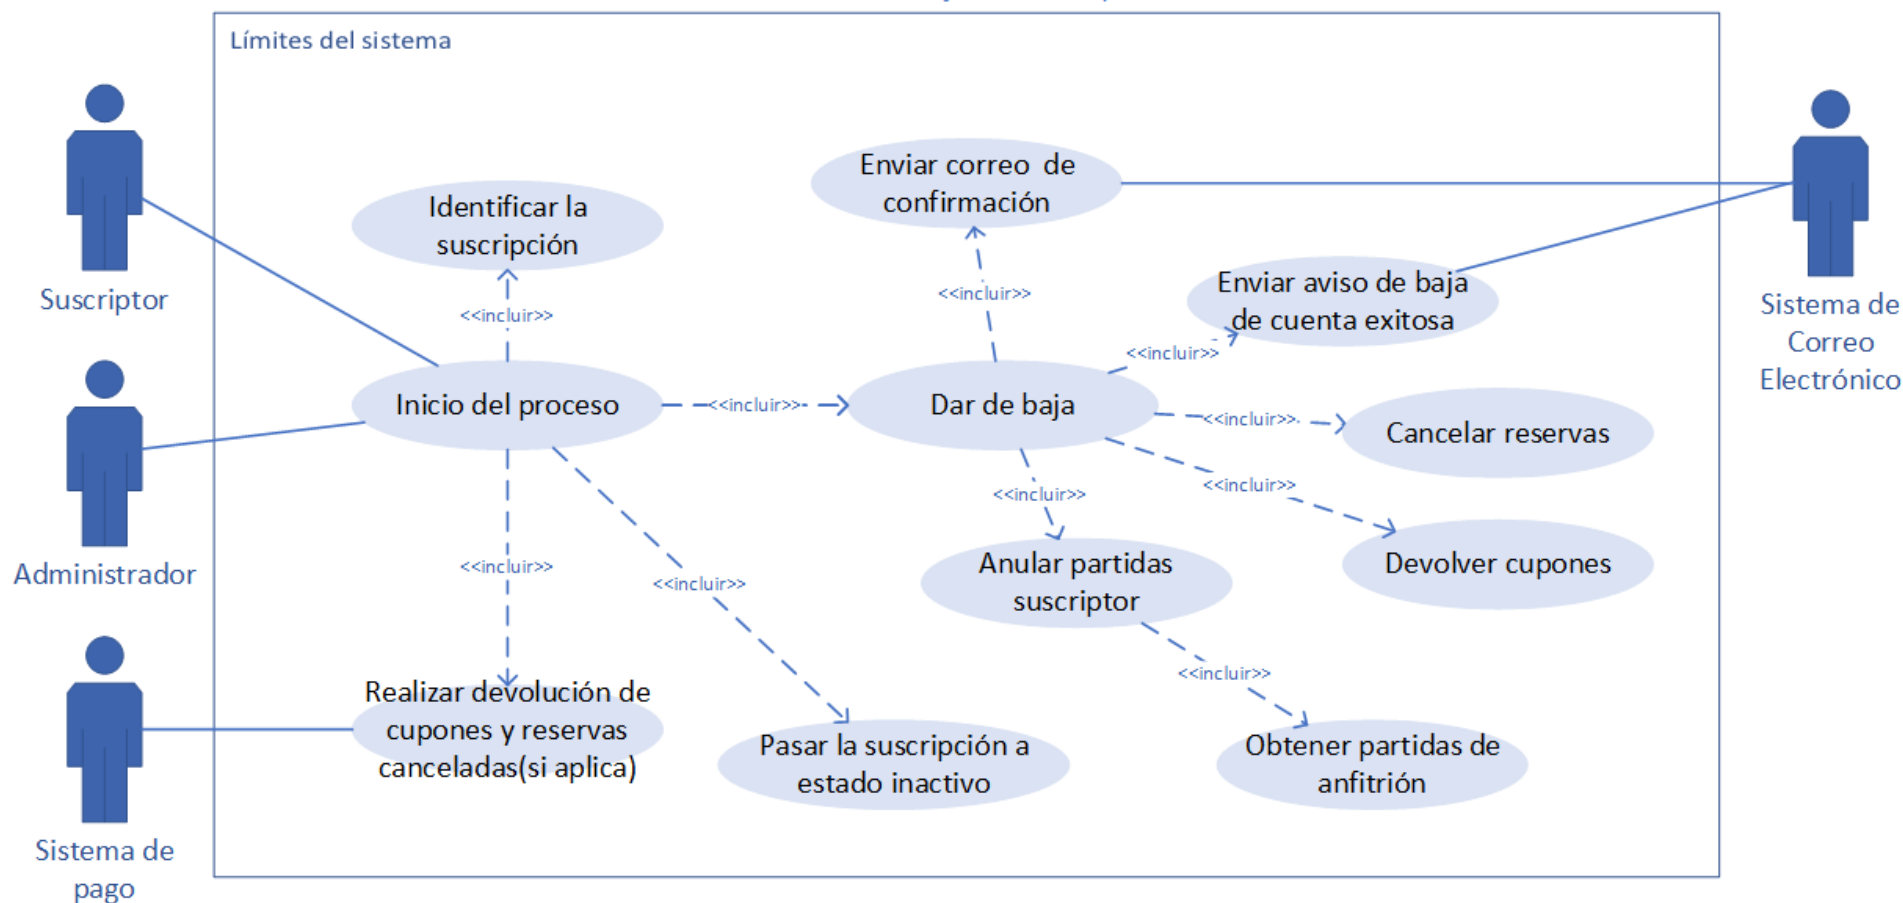 Límites del sistema
Enviar correo de
confirmación
Identificar la
suscripción
Suscriptor
<<incluir>>
<<incluir>>
Enviar aviso de baja
de cuenta exitosa
Sistema de
Correo
Electrónico
<<incluir>>
Inicio del proceso
<<incluir>>
Dar de baja
<<incluir>>
Cancelar reservas
<<incluir>>
<<incluir>>
Administrador
<<incluir>>
<<incluir>>
Anular partidas
suscriptor
Devolver cupones
<<incluir>>
Realizar devolución de
cupones y reservas
canceladas(si aplica)
Pasar la suscripción a
estado inactivo
Obtener partidas de
anfitrión
Sistema de
pago